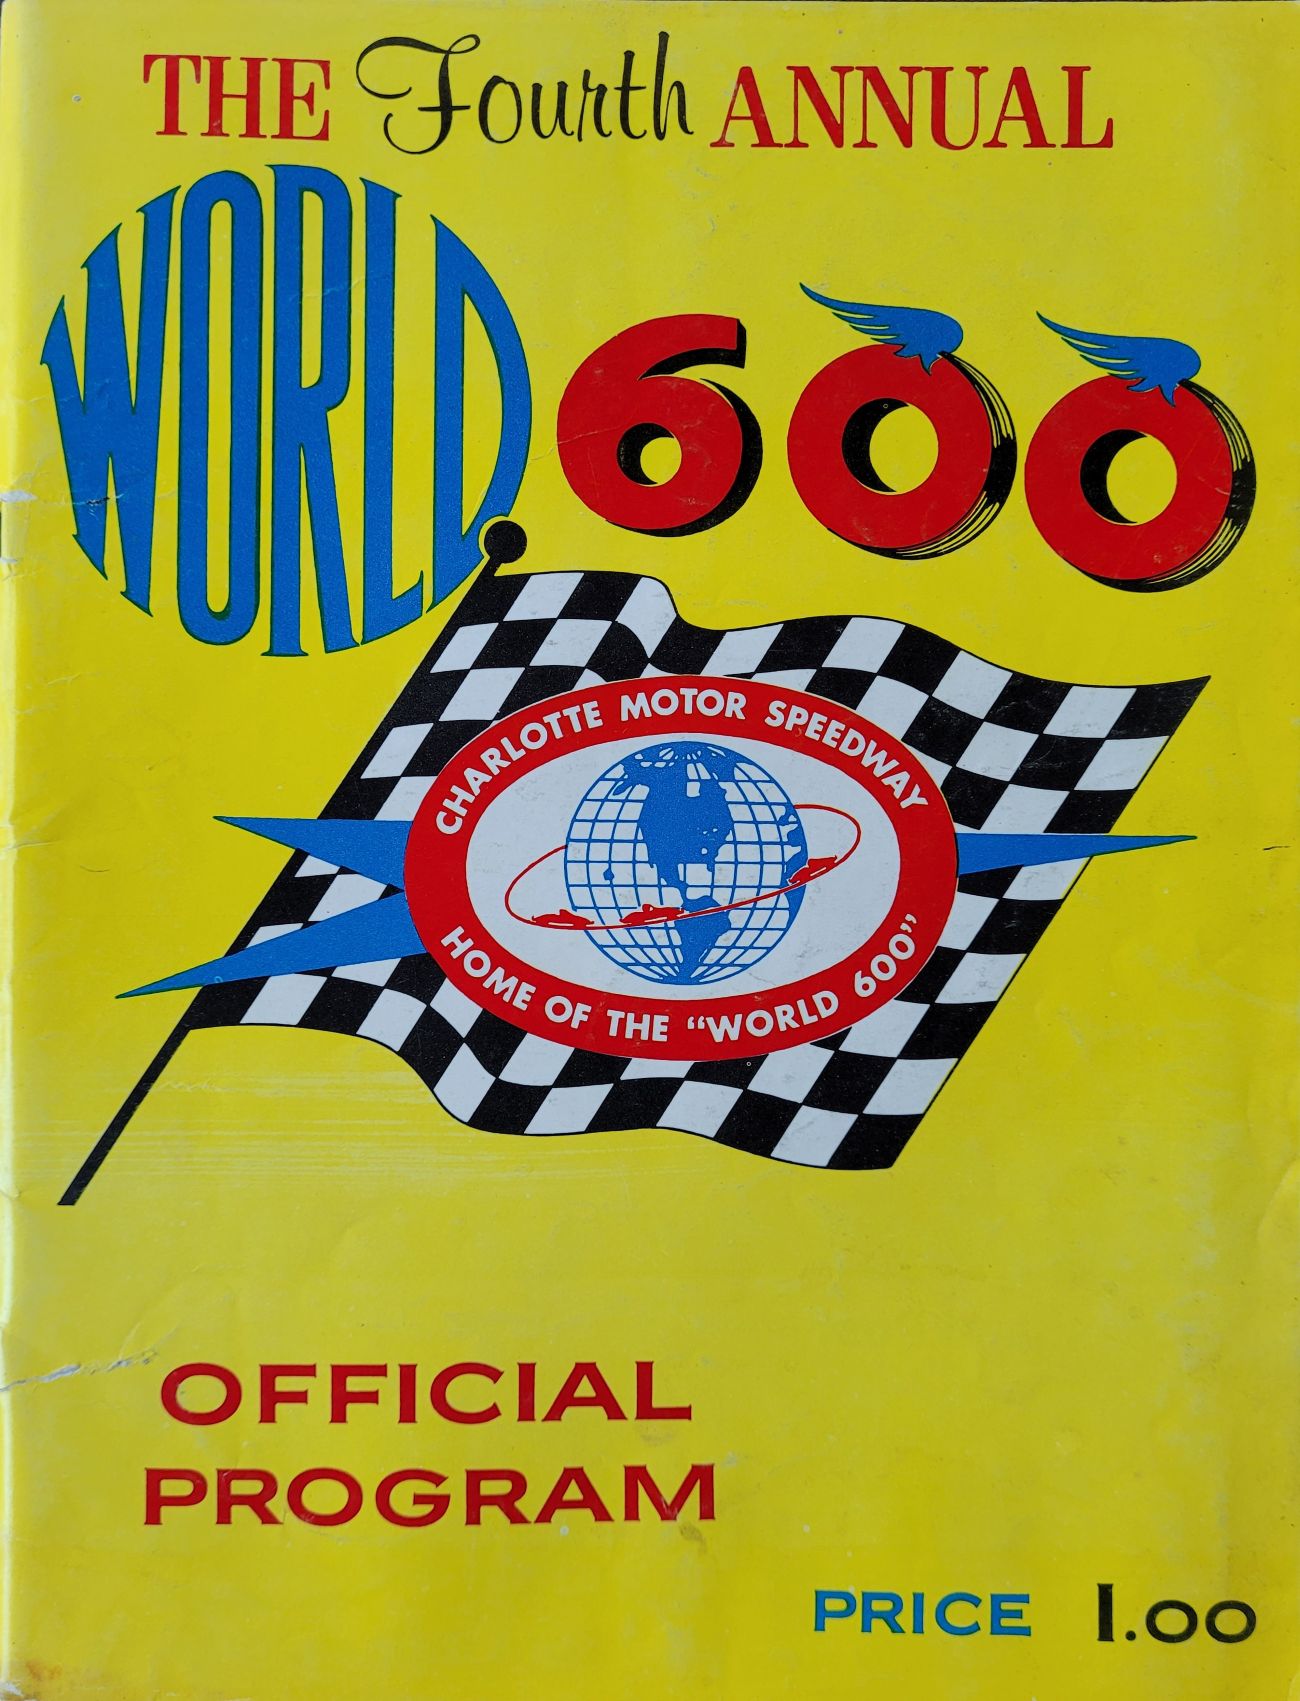 THE Fourth ANNUAL
WORLD 600
CHARLOTTE MOTOR SPEEDWAY
HOME OF THE “WORLD 600”
OFFICIAL
PROGRAM
PRICE 1.00